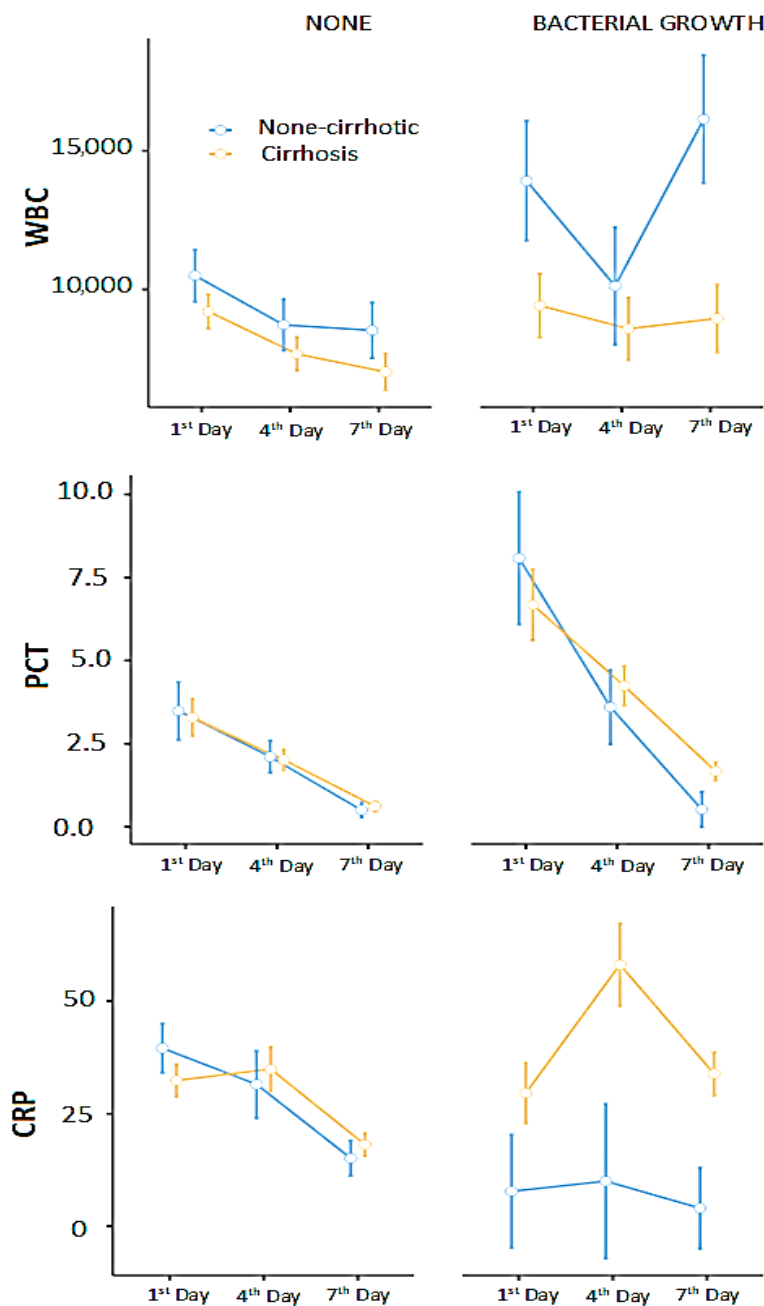 NONE BACTERIAL GROWTH
None-cirrhotic
Cirrhosis
WBC
15,000
10,000
1st Day 4th Day 7th Day 1st Day 4th Day 7th Day
PCT
10.0
7.5
5.0
2.5
0.0
1st Day 4th Day 7th Day 1st Day 4th Day 7th Day
CRP
50
25
0
1st Day 4th Day 7th Day 1st Day 4th Day 7th Day